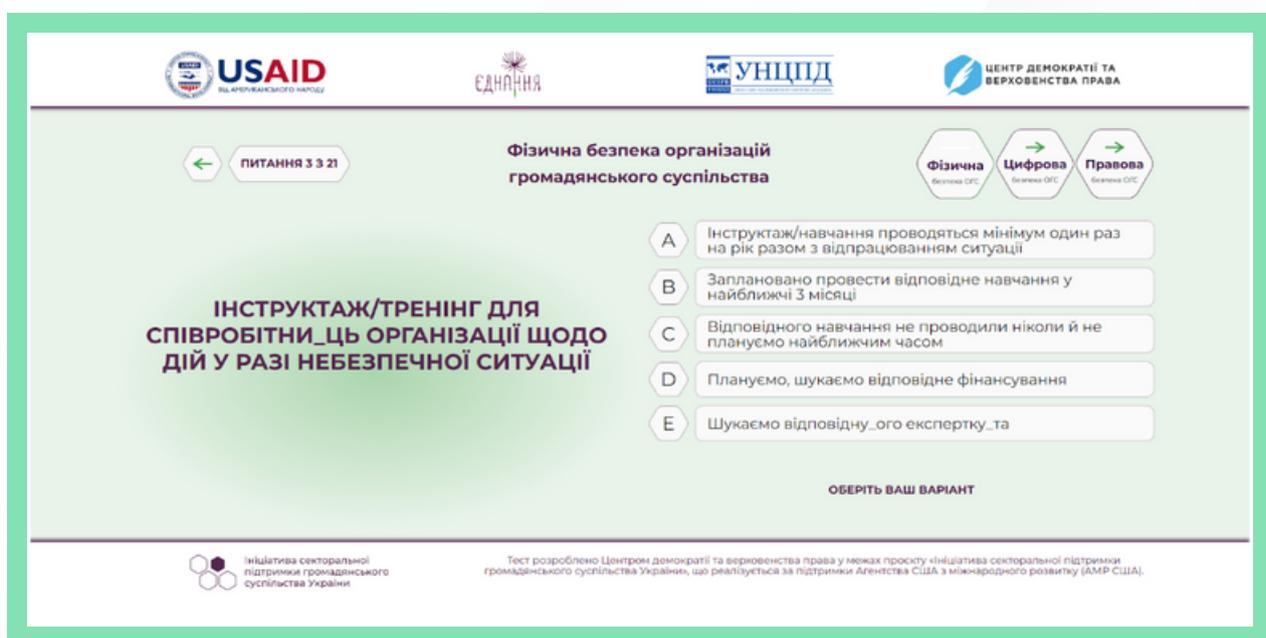 USAID
ВІД АМЕРИКАНСЬКОГО НАРОДУ
ЄДНАННЯ
УНЦПД
ЦЕНТР ДЕМОКРАТІЇ ТА
ВЕРХОВЕНСТВА ПРАВА
ПИТАННЯ 3 З 21
Фізична безпека організацій
громадянського суспільства
Фізична
безпека ОГС
Цифрова
безпека ОГС
Правова
безпека ОГС
ІНСТРУКТАЖ/ТРЕНІНГ ДЛЯ
СПІВРОБІТНИ_ЦЬ ОРГАНІЗАЦІЇ ЩОДО
ДІЙ У РАЗІ НЕБЕЗПЕЧНОЇ СИТУАЦІЇ
A
Інструктаж/навчання проводяться мінімум один раз
на рік разом з відпрацюванням ситуації
B
Заплановано провести відповідне навчання у
найближчі 3 місяці
C
Відповідного навчання не проводили ніколи й не
плануємо найближчим часом
D
Плануємо, шукаємо відповідне фінансування
E
Шукаємо відповідну_ого експертку_та
ОБЕРІТЬ ВАШ ВАРІАНТ
Ініціатива секторальної
підтримки громадянського
суспільства України
Тест розроблено Центром демократії та верховенства права у межах проєкту «Ініціатива секторальної підтримки
громадянського суспільства України», що реалізується за підтримки Агентства США з міжнародного розвитку (АМР США).